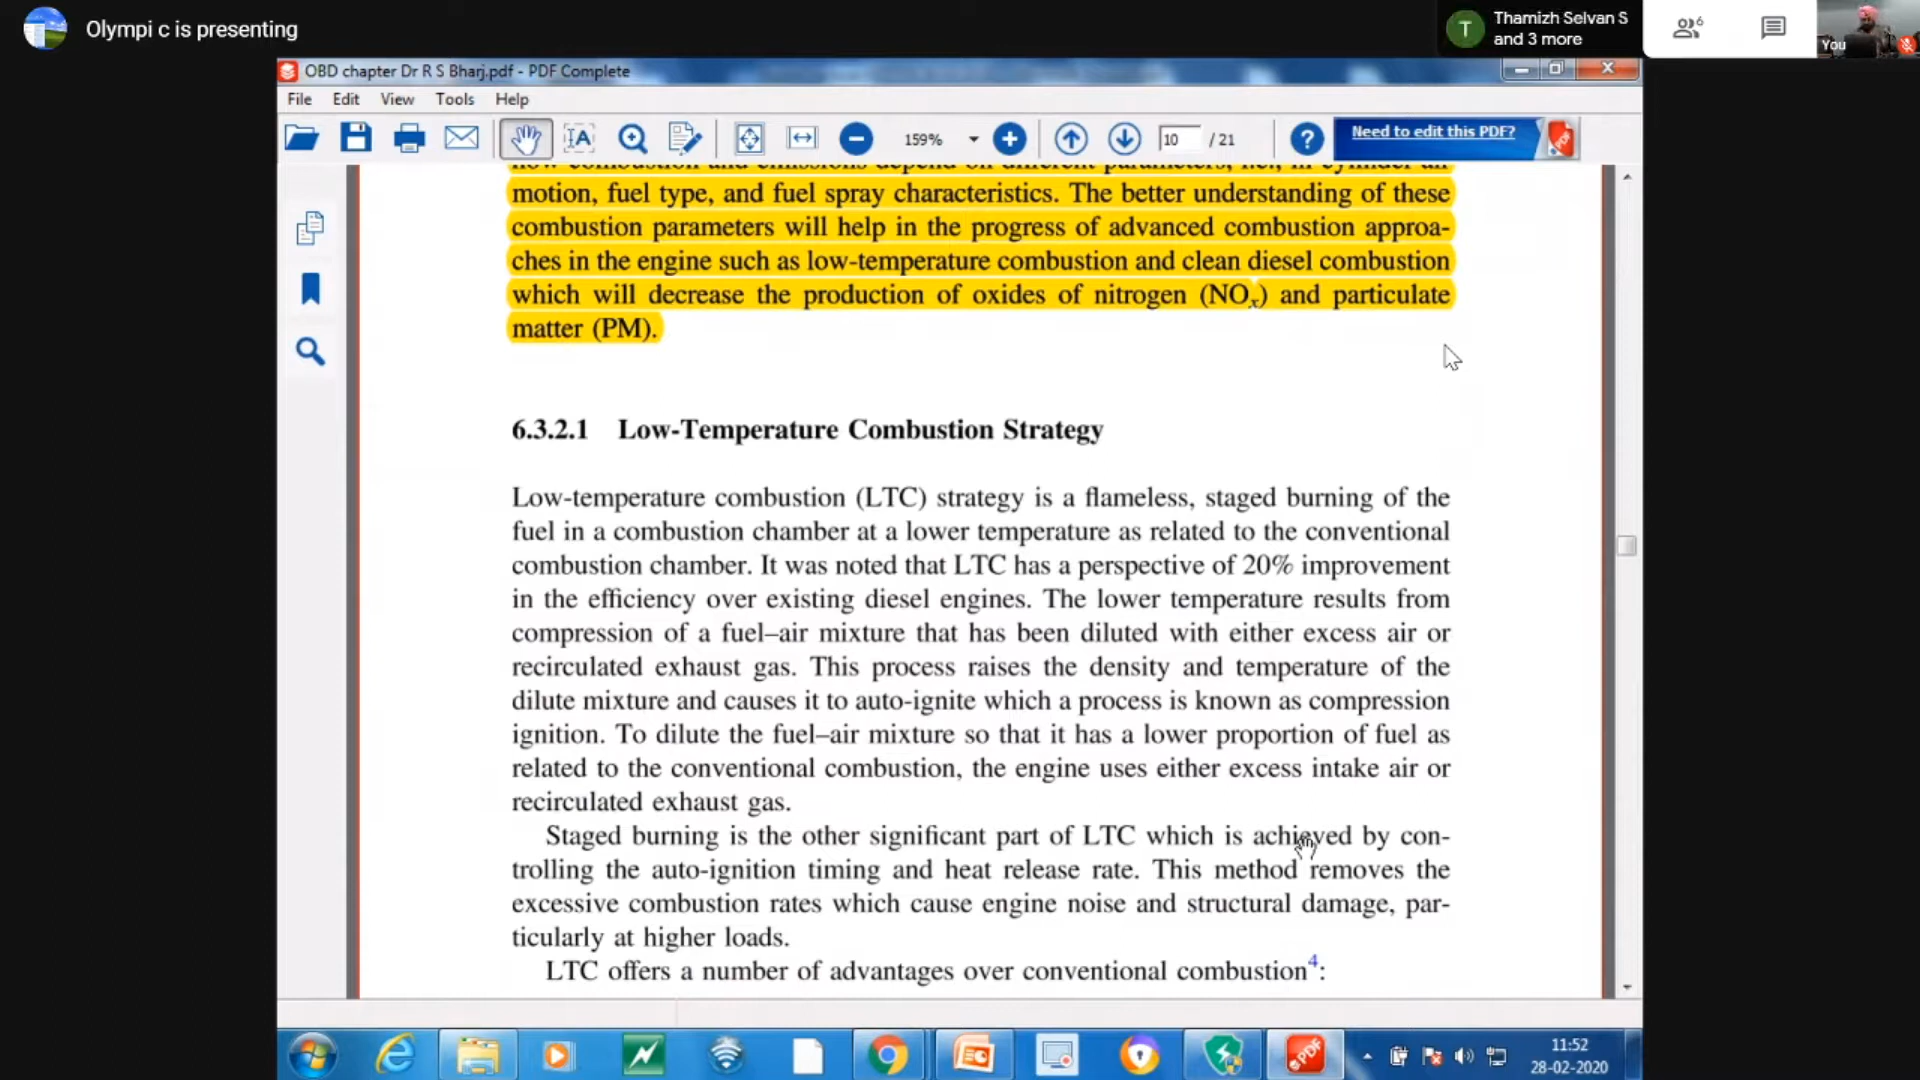 Olympi c is presenting
T
Thamizh Selvan S
and 3 more
6
You
OBD chapter Dr R S Bharj.pdf - PDF Complete
File Edit View Tools Help
159%
10 / 21
Need to edit this PDF?
motion, fuel type, and fuel spray characteristics. The better understanding of these
combustion parameters will help in the progress of advanced combustion approa-
ches in the engine such as low-temperature combustion and clean diesel combustion
which will decrease the production of oxides of nitrogen (NOx) and particulate
matter (PM).
6.3.2.1 Low-Temperature Combustion Strategy
Low-temperature combustion (LTC) strategy is a flameless, staged burning of the
fuel in a combustion chamber at a lower temperature as related to the conventional
combustion chamber. It was noted that LTC has a perspective of 20% improvement
in the efficiency over existing diesel engines. The lower temperature results from
compression of a fuel–air mixture that has been diluted with either excess air or
recirculated exhaust gas. This process raises the density and temperature of the
dilute mixture and causes it to auto-ignite which a process is known as compression
ignition. To dilute the fuel–air mixture so that it has a lower proportion of fuel as
related to the conventional combustion, the engine uses either excess intake air or
recirculated exhaust gas.
Staged burning is the other significant part of LTC which is achieved by con-
trolling the auto-ignition timing and heat release rate. This method removes the
excessive combustion rates which cause engine noise and structural damage, par-
ticularly at higher loads.
LTC offers a number of advantages over conventional combustion4:
PDF
11:52
28-02-2020